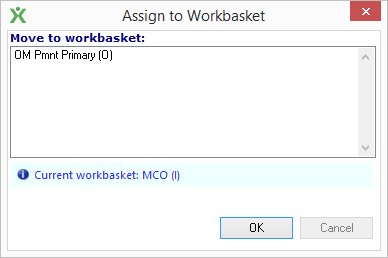 Assign to Workbasket
Move to workbasket:
OM Pmnt Primary (O)
Current workbasket: MCO (I)
OK
Cancel